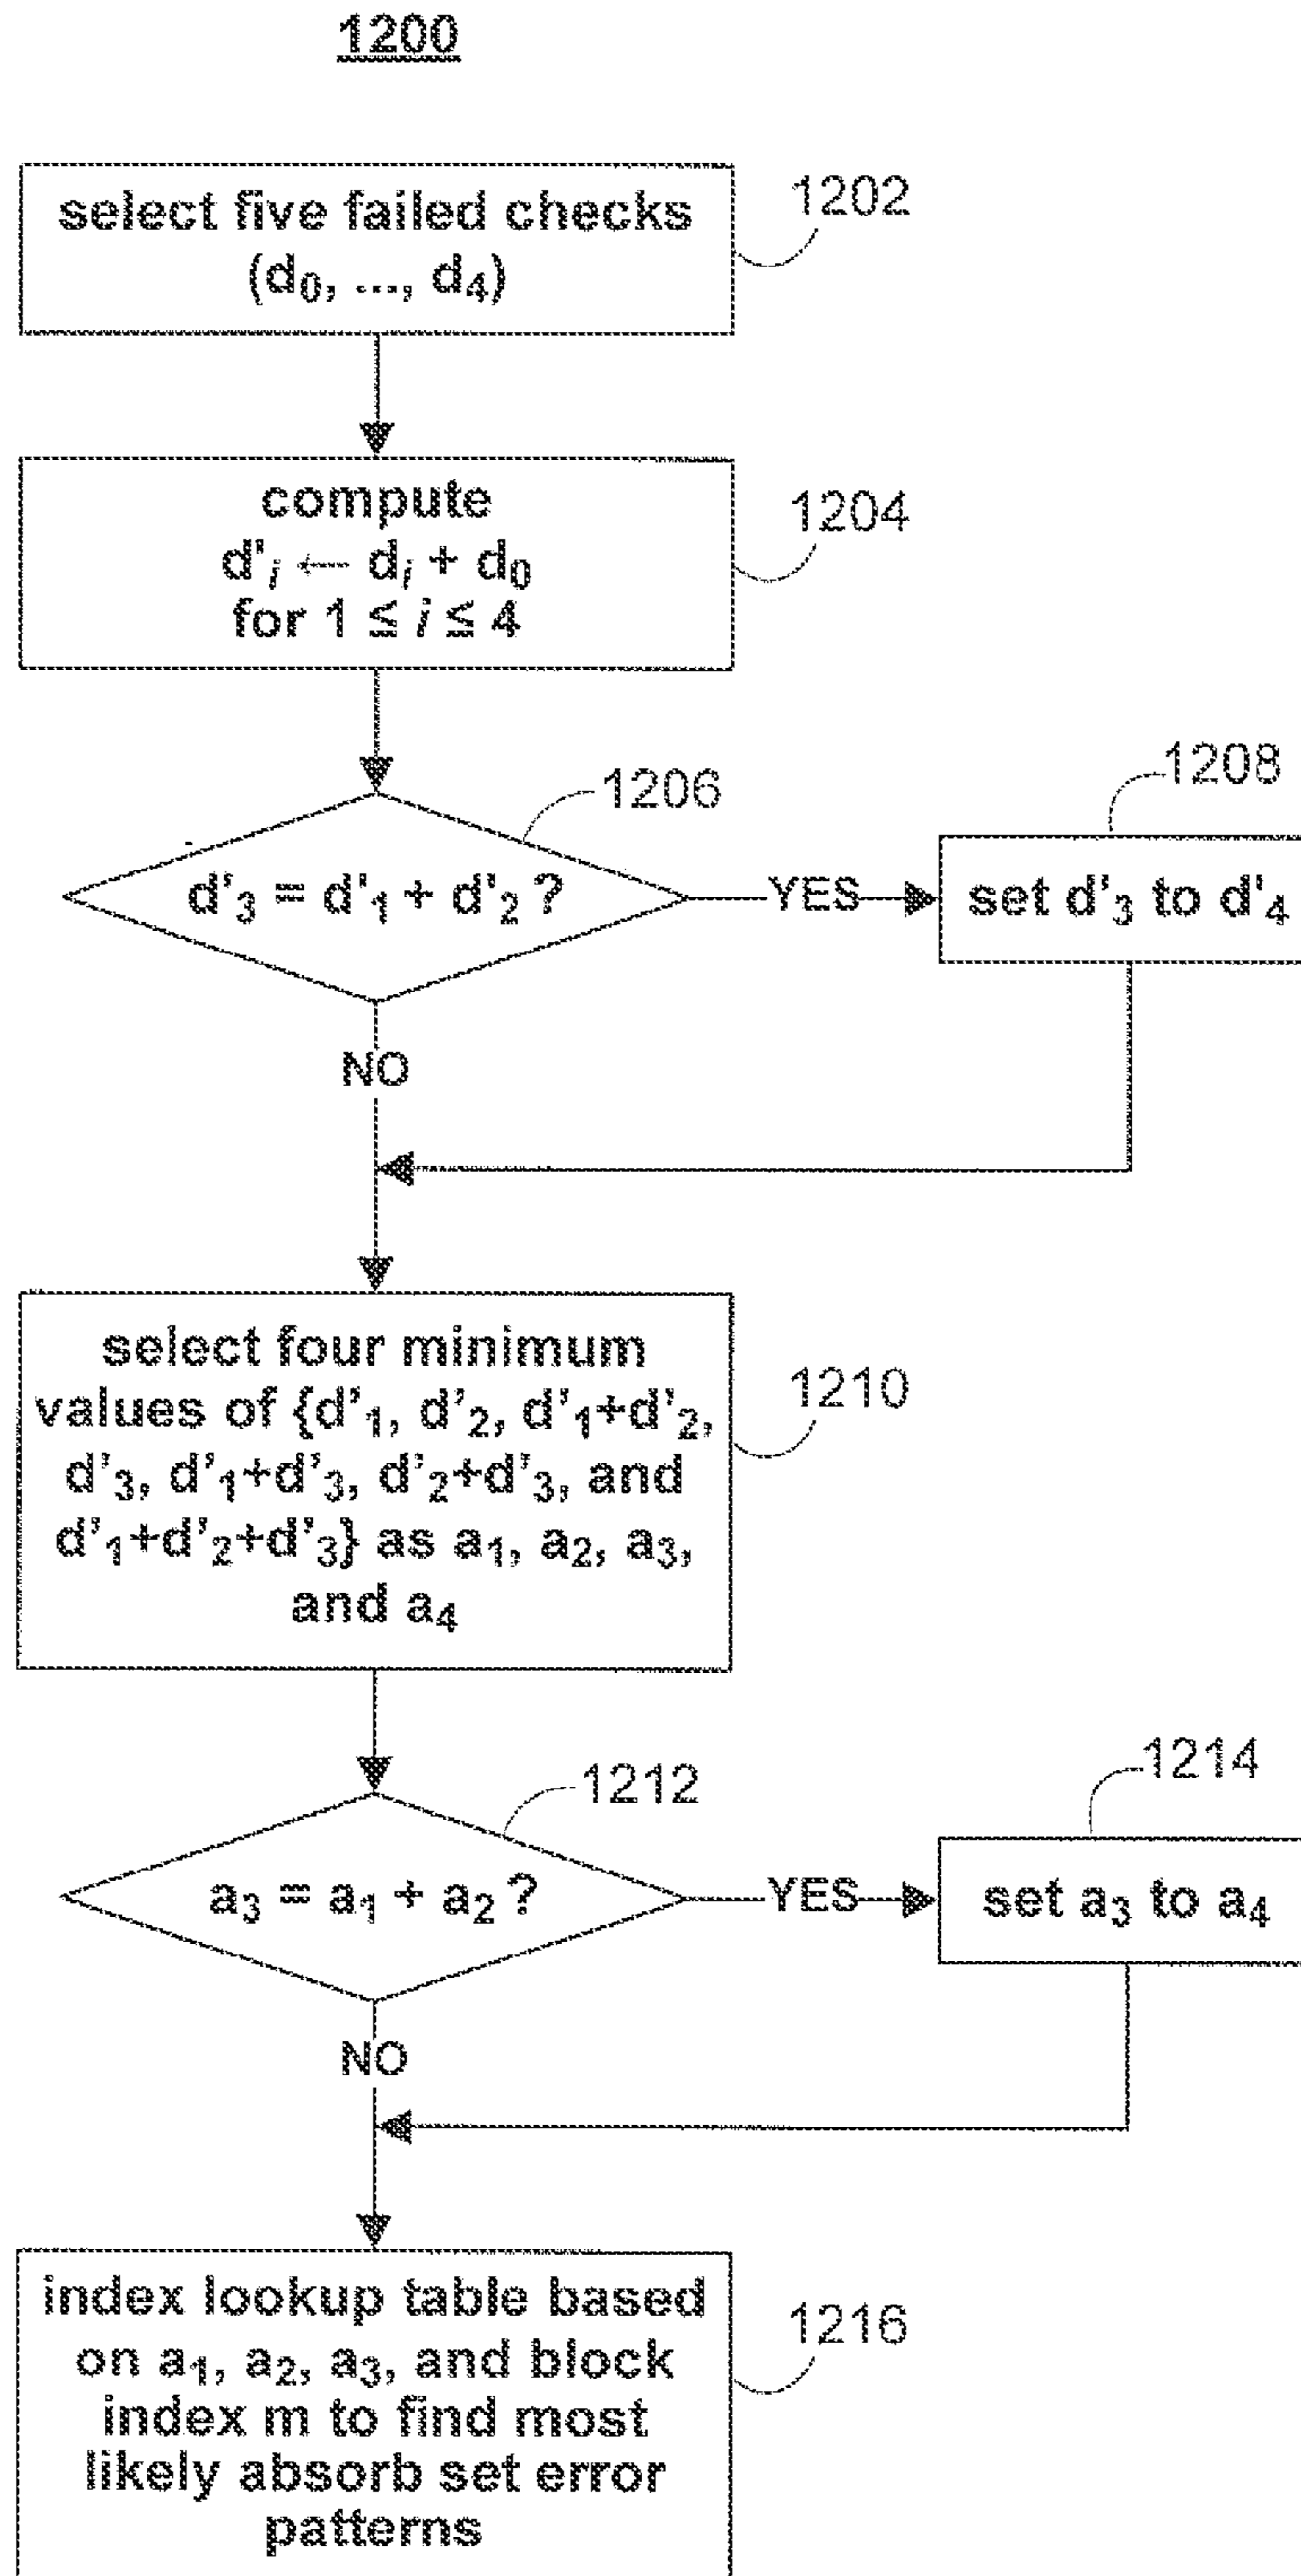 1200
select five failed checks
(d₀, ..., d₄)
1202
compute
d'ᵢ ← dᵢ + d₀
for 1 ≦ i ≦ 4
1204
1206
d'₃ = d'₁ + d'₂ ?
YES
1208
set d'₃ to d'₄
NO
select four minimum
values of {d'₁, d'₂, d'₁+d'₂,
d'₃, d'₁+d'₃, d'₂+d'₃, and
d'₁+d'₂+d'₃} as a₁, a₂, a₃,
and a₄
1210
1212
a₃ = a₁ + a₂ ?
YES
1214
set a₃ to a₄
NO
index lookup table based
on a₁, a₂, a₃, and block
index m to find most
likely absorb set error
patterns
1216